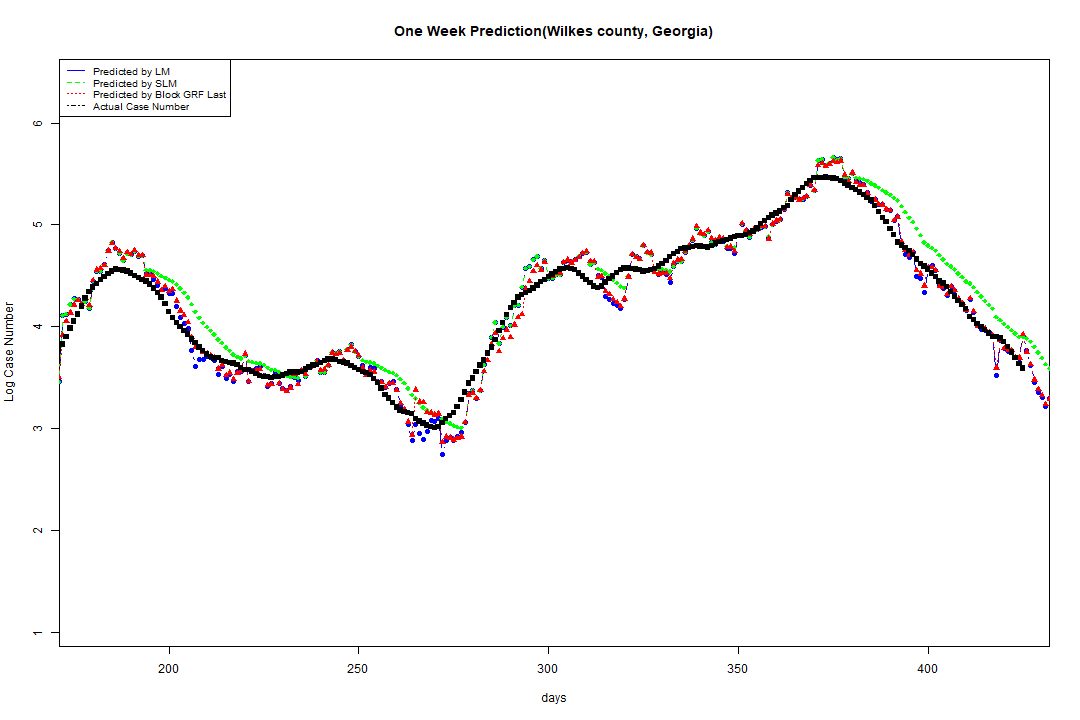 One Week Prediction(Wilkes county, Georgia)
Predicted by LM
Predicted by SLM
Predicted by Block GRF Last
Actual Case Number
6
5
4
3
2
1
Log Case Number
200 250 300 350 400
days